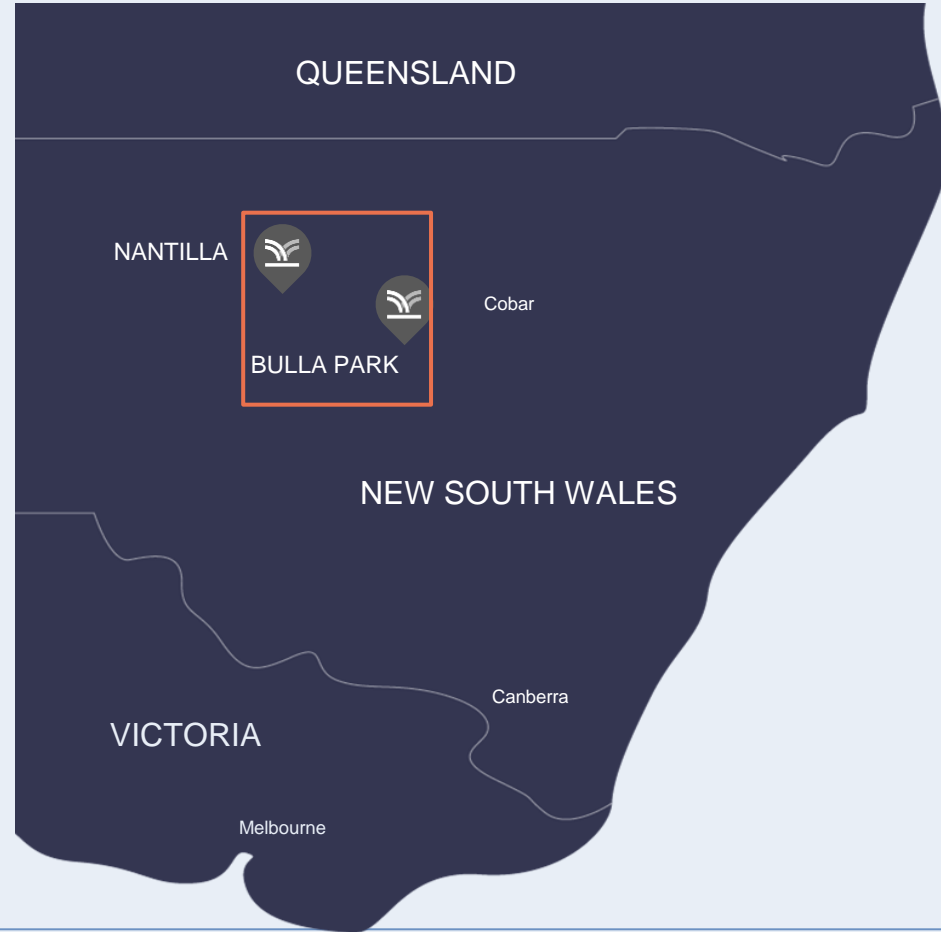 QUEENSLAND
NANTILLA
Cobar
BULLA PARK
NEW SOUTH WALES
Canberra
VICTORIA
Melbourne